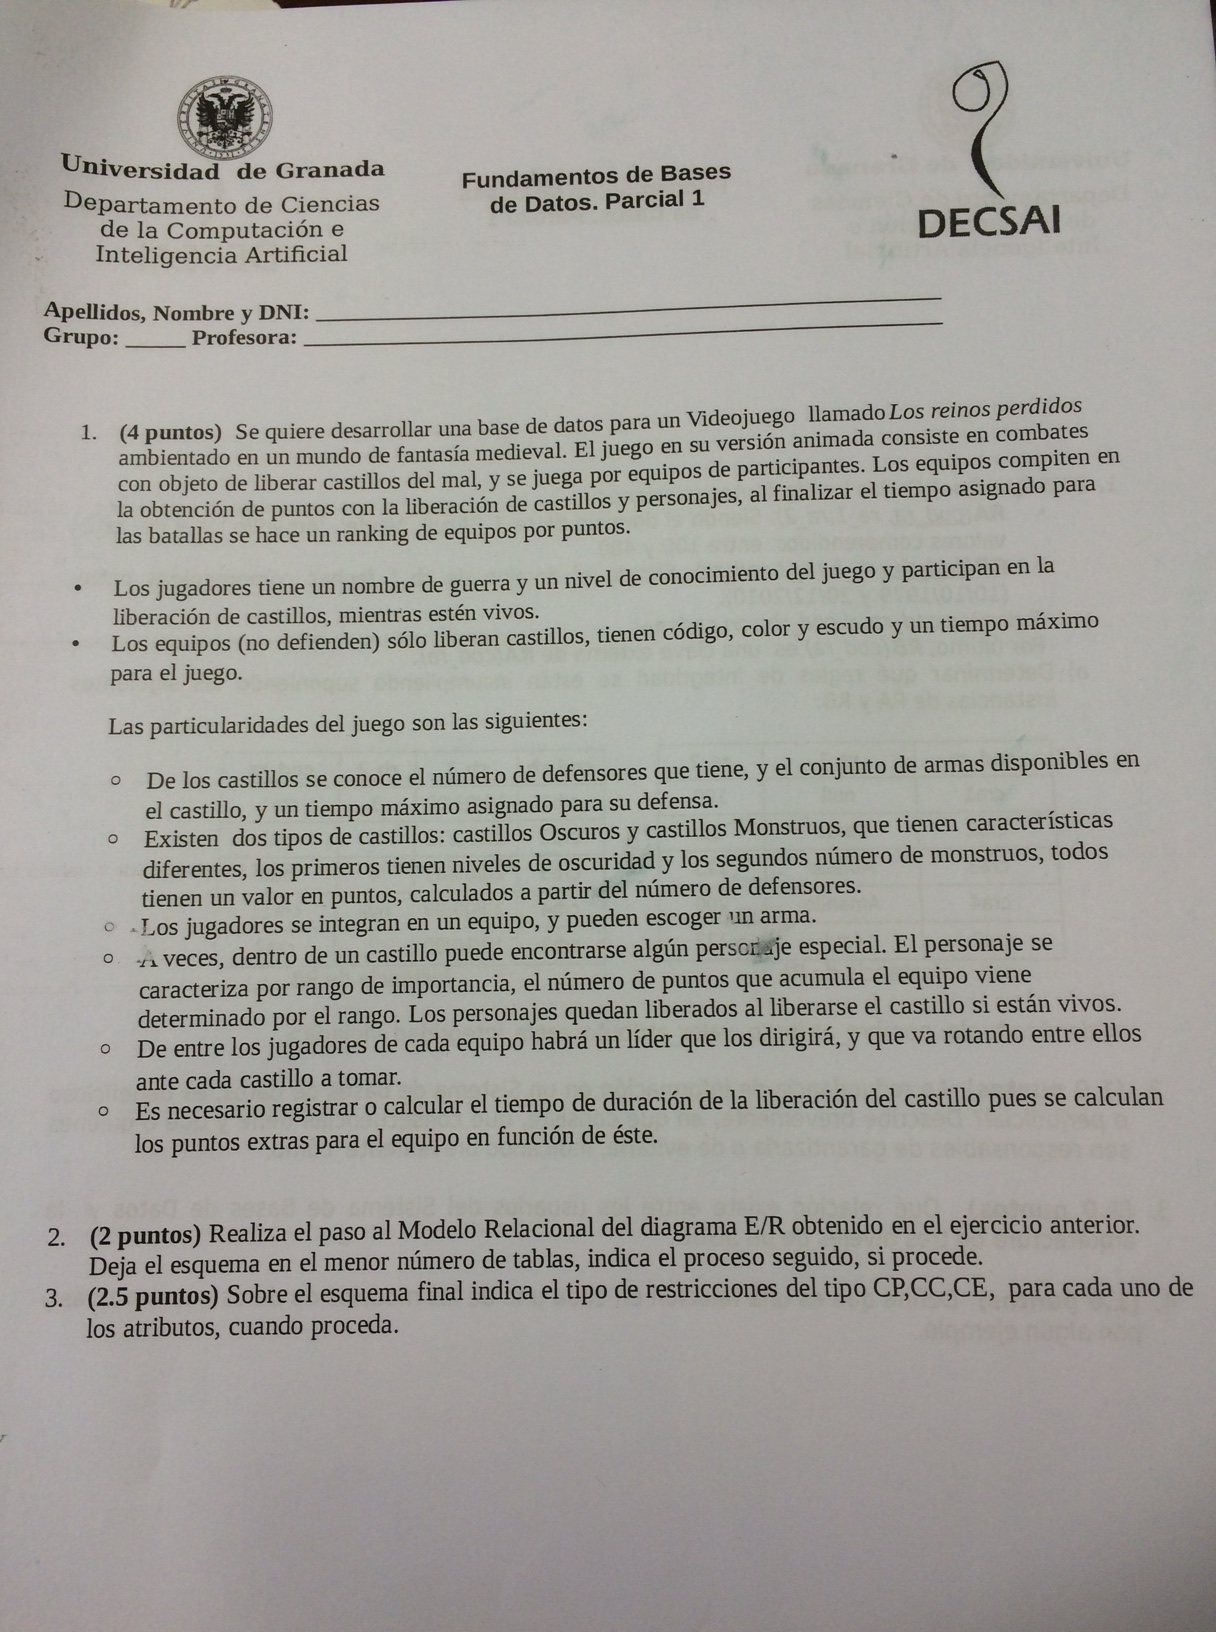 Universidad de Granada
Departamento de Ciencias
de la Computación e
Inteligencia Artificial
Fundamentos de Bases
de Datos. Parcial 1
DECSAI
Apellidos, Nombre y DNI: ____________________
Grupo: _____ Profesora: ____________________
1. (4 puntos) Se quiere desarrollar una base de datos para un Videojuego llamado Los reinos perdidos
ambientado en un mundo de fantasía medieval. El juego en su versión animada consiste en combates
con objeto de liberar castillos del mal, y se juega por equipos de participantes. Los equipos compiten en
la obtención de puntos con la liberación de castillos y personajes, al finalizar el tiempo asignado para
las batallas se hace un ranking de equipos por puntos.
• Los jugadores tiene un nombre de guerra y un nivel de conocimiento del juego y participan en la
liberación de castillos, mientras estén vivos.
• Los equipos (no defienden) sólo liberan castillos, tienen código, color y escudo y un tiempo máximo
para el juego.
Las particularidades del juego son las siguientes:
○ De los castillos se conoce el número de defensores que tiene, y el conjunto de armas disponibles en
el castillo, y un tiempo máximo asignado para su defensa.
○ Existen dos tipos de castillos: castillos Oscuros y castillos Monstruos, que tienen características
diferentes, los primeros tienen niveles de oscuridad y los segundos número de monstruos, todos
tienen un valor en puntos, calculados a partir del número de defensores.
○ Los jugadores se integran en un equipo, y pueden escoger un arma.
○ A veces, dentro de un castillo puede encontrarse algún personaje especial. El personaje se
caracteriza por rango de importancia, el número de puntos que acumula el equipo viene
determinado por el rango. Los personajes quedan liberados al liberarse el castillo si están vivos.
○ De entre los jugadores de cada equipo habrá un líder que los dirigirá, y que va rotando entre ellos
ante cada castillo a tomar.
○ Es necesario registrar o calcular el tiempo de duración de la liberación del castillo pues se calculan
los puntos extras para el equipo en función de éste.
2. (2 puntos) Realiza el paso al Modelo Relacional del diagrama E/R obtenido en el ejercicio anterior.
Deja el esquema en el menor número de tablas, indica el proceso seguido, si procede.
3. (2.5 puntos) Sobre el esquema final indica el tipo de restricciones del tipo CP,CC,CE, para cada uno de
los atributos, cuando proceda.